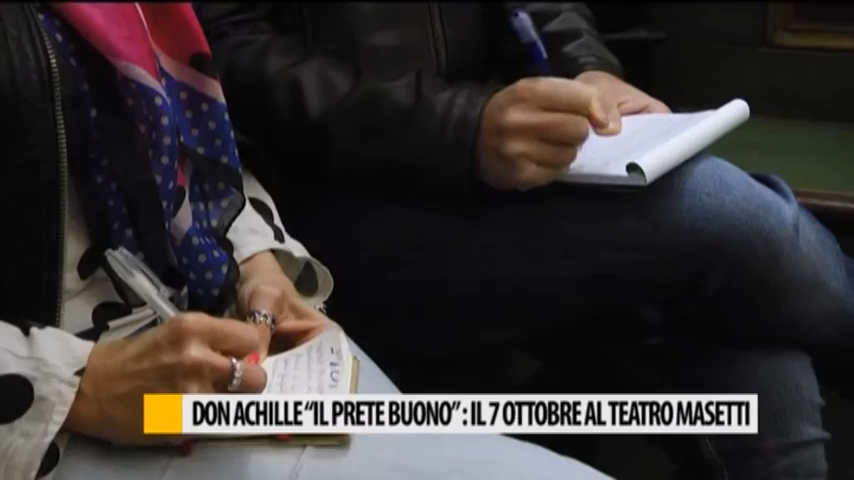 DON ACHILLE “IL PRETE BUONO” : IL 7 OTTOBRE AL TEATRO MASETTI